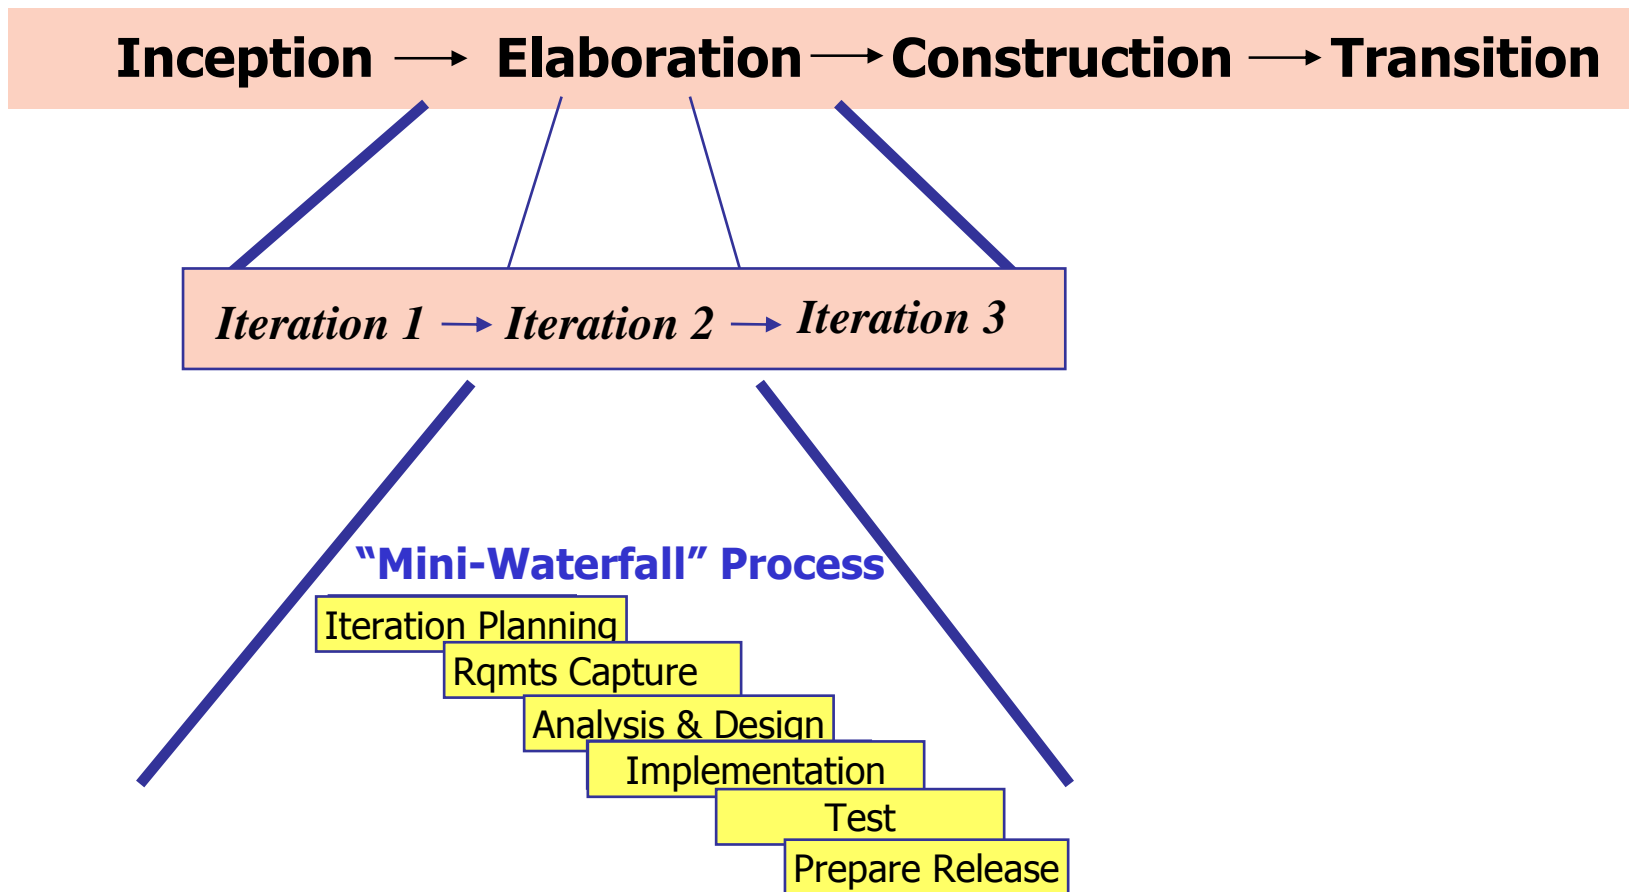 Inception Elaboration Construction Transition
Iteration 1 Iteration 2 Iteration 3
“Mini-Waterfall” Process
Iteration Planning
Rqmts Capture
Analysis & Design
Implementation
Test
Prepare Release